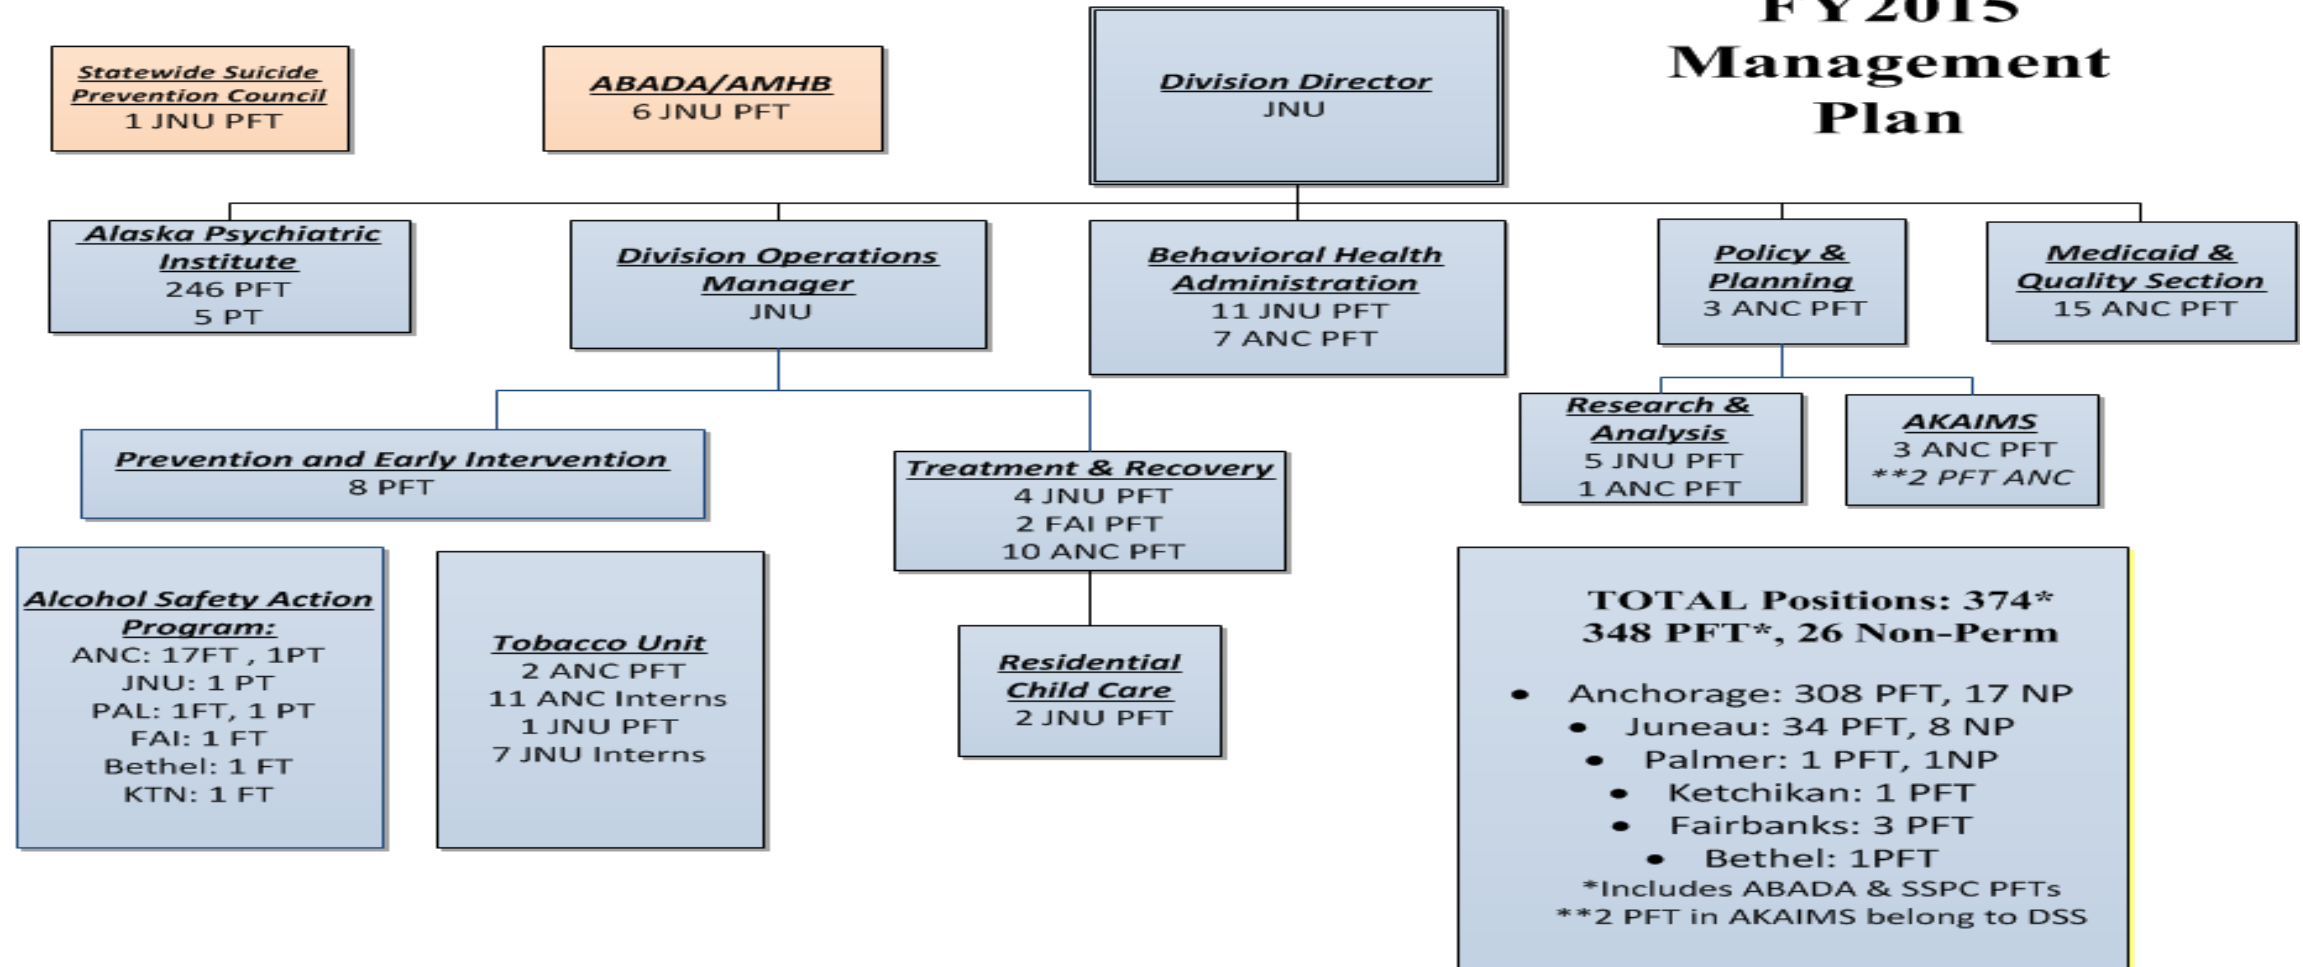 FY2015
Management
Plan
Statewide Suicide
Prevention Council
1 JNU PFT
ABADA/AMHB
6 JNU PFT
Division Director
JNU
Alaska Psychiatric
Institute
246 PFT
5 PT
Division Operations
Manager
JNU
Behavioral Health
Administration
11 JNU PFT
7 ANC PFT
Policy &
Planning
3 ANC PFT
Medicaid &
Quality Section
15 ANC PFT
Prevention and Early Intervention
8 PFT
Treatment & Recovery
4 JNU PFT
2 FAI PFT
10 ANC PFT
Research &
Analysis
5 JNU PFT
1 ANC PFT
AKAIMS
3 ANC PFT
**2 PFT ANC
Alcohol Safety Action
Program:
ANC: 17FT , 1PT
JNU: 1 PT
PAL: 1FT, 1 PT
FAI: 1 FT
Bethel: 1 FT
KTN: 1 FT
Tobacco Unit
2 ANC PFT
11 ANC Interns
1 JNU PFT
7 JNU Interns
Residential
Child Care
2 JNU PFT
TOTAL Positions: 374*
348 PFT*, 26 Non-Perm
• Anchorage: 308 PFT, 17 NP
• Juneau: 34 PFT, 8 NP
• Palmer: 1 PFT, 1NP
• Ketchikan: 1 PFT
• Fairbanks: 3 PFT
• Bethel: 1PFT
*Includes ABADA & SSPC PFTs
**2 PFT in AKAIMS belong to DSS